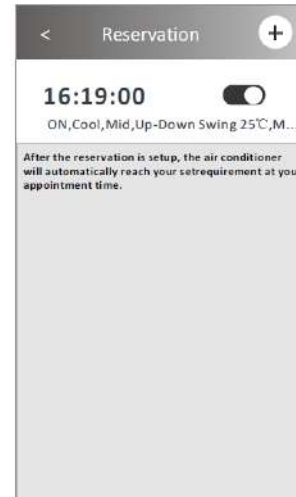 < Reservation +
16:19:00
ON,Cool,Mid,Up-Down Swing 25℃,M...
After the reservation is setup, the air conditioner
will automatically reach your setrequirement at you
appointment time.